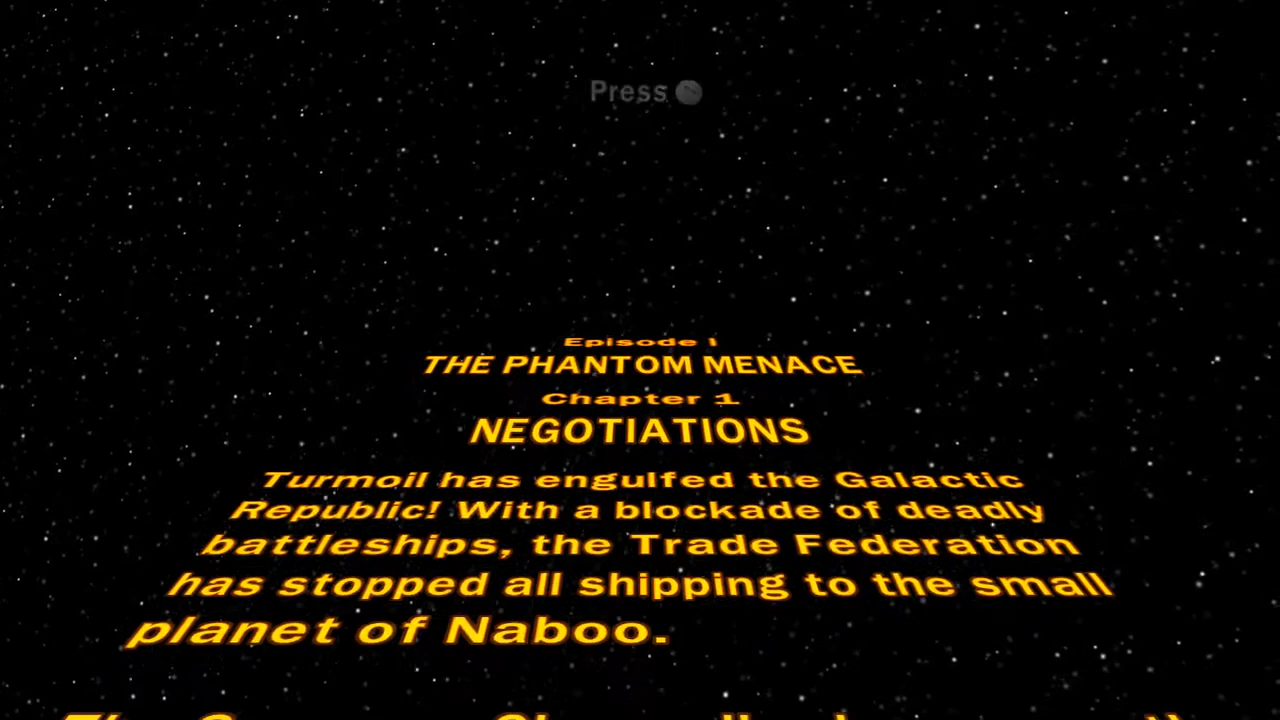 Press
Episode I
THE PHANTOM MENACE
Chapter 1
NEGOTIATIONS
Turmoil has engulfed the Galactic
Republic! With a blockade of deadly
battleships, the Trade Federation
has stopped all shipping to the small
planet of Naboo.